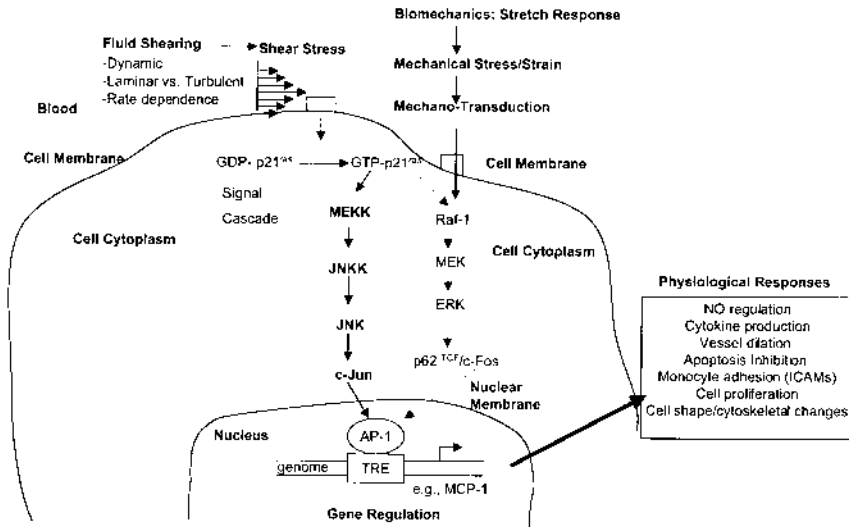 Biomechanics: Stretch Response
Fluid Shearing
Shear Stress
-Dynamic
-Laminar vs. Turbulent
-Rate dependence
Mechanical Stress/Strain
Mechano-Transduction
Blood
Cell Membrane
GDP- p21ras
GTP-p21ras
Cell Membrane
Signal
Cascade
MEKK
Raf-1
Cell Cytoplasm
JNKK
MEK
Cell Cytoplasm
ERK
JNK
p62 TCF/c-Fos
c-Jun
Nuclear
Membrane
Physiological Responses
NO regulation
Cytokine production
Vessel dilation
Apoptosis Inhibition
Monocyte adhesion (ICAMs)
Cell proliferation
Cell shape/cytoskeletal changes
Nucleus
AP-1
genome
TRE
e.g., MCP-1
Gene Regulation